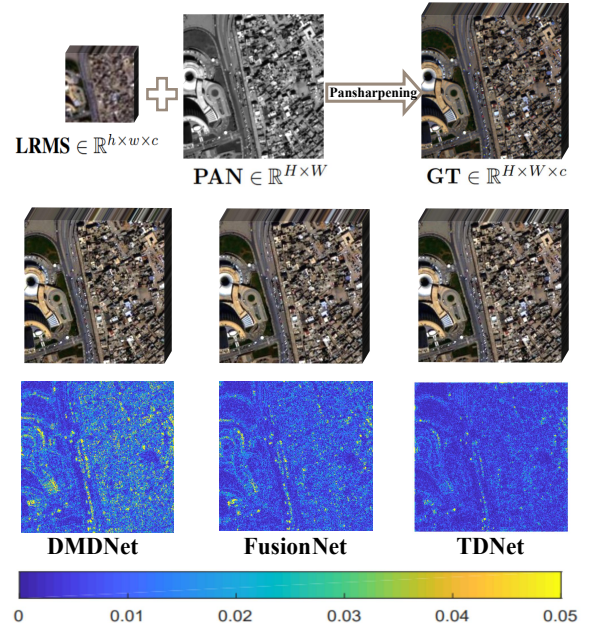 Pansharpening
LRMS ∈ ℝ^{h×w×c}
PAN ∈ ℝ^{H×W}
GT ∈ ℝ^{H×W×c}
DMDNet FusionNet TDNet
0 0.01 0.02 0.03 0.04 0.05